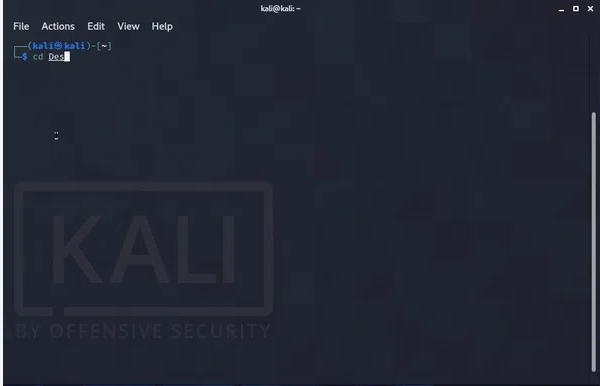 kali@kali: ~
File Actions Edit View Help
┌──(kali㉿kali)-[~]
└─$ cd Des
KALI
BY OFFENSIVE SECURITY